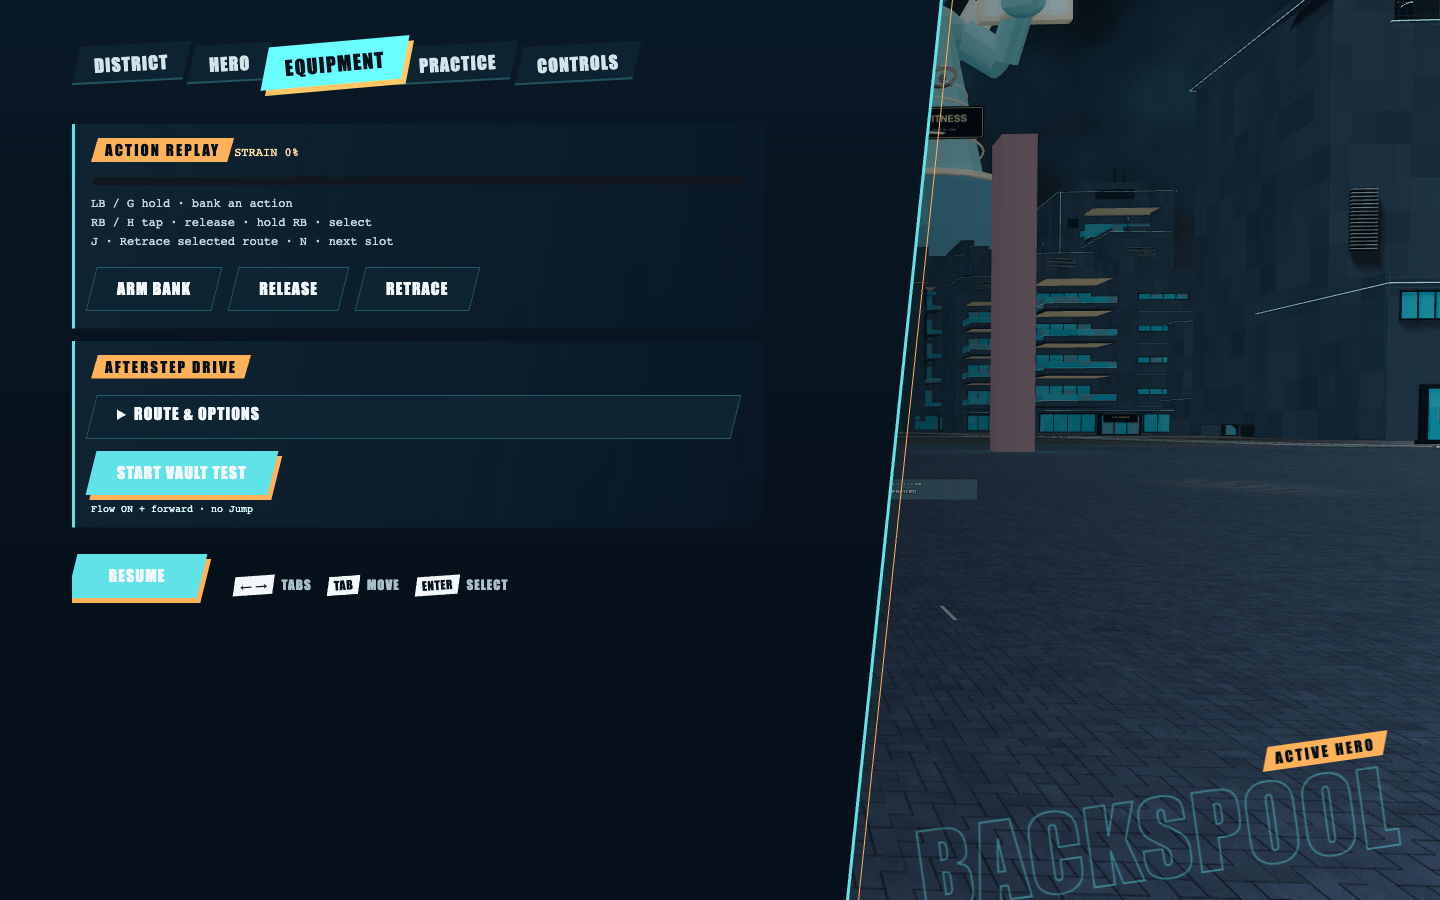 DISTRICT
HERO
EQUIPMENT
PRACTICE
CONTROLS
ACTION REPLAY STRAIN 0%
LB / G hold · bank an action
RB / H tap · release · hold RB · select
J · Retrace selected route · N · next slot
ARM BANK
RELEASE
RETRACE
AFTERSTEP DRIVE
▶ ROUTE & OPTIONS
START VAULT TEST
Flow ON + forward · no Jump
RESUME
←→ TABS
TAB MOVE
ENTER SELECT
ITNESS
ACTIVE HERO
BACKSPOOL